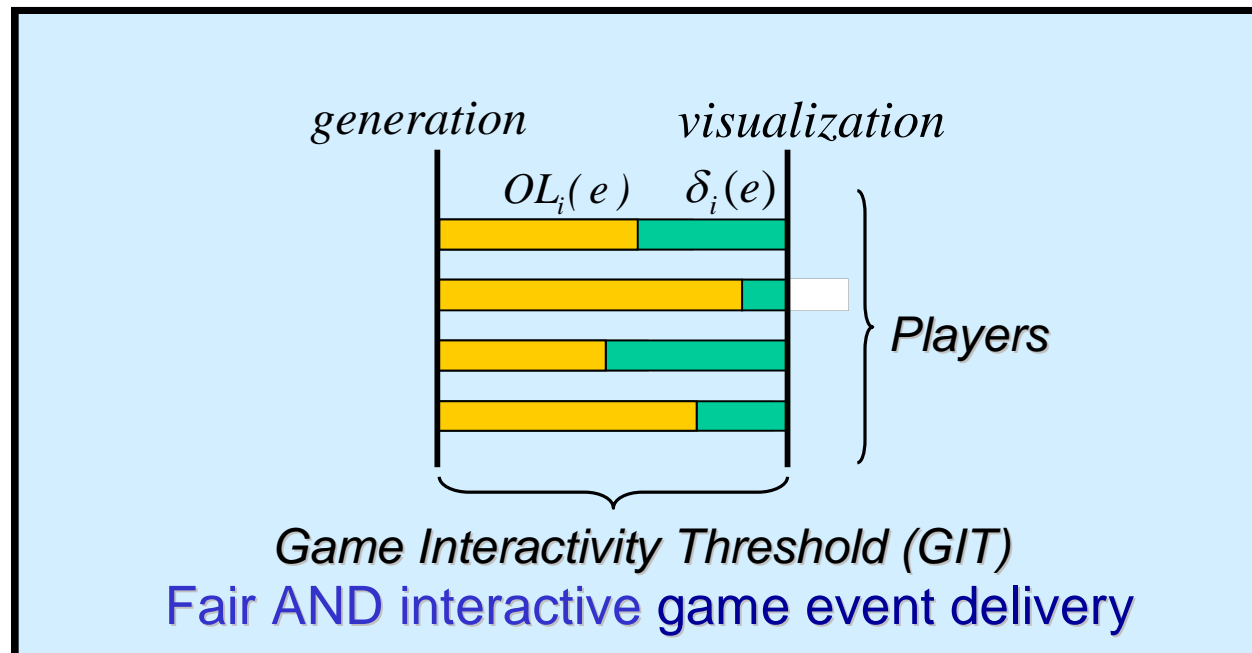 generation visualization
OLᵢ( e ) δᵢ(e)
Players
Game Interactivity Threshold (GIT)
Fair AND interactive game event delivery